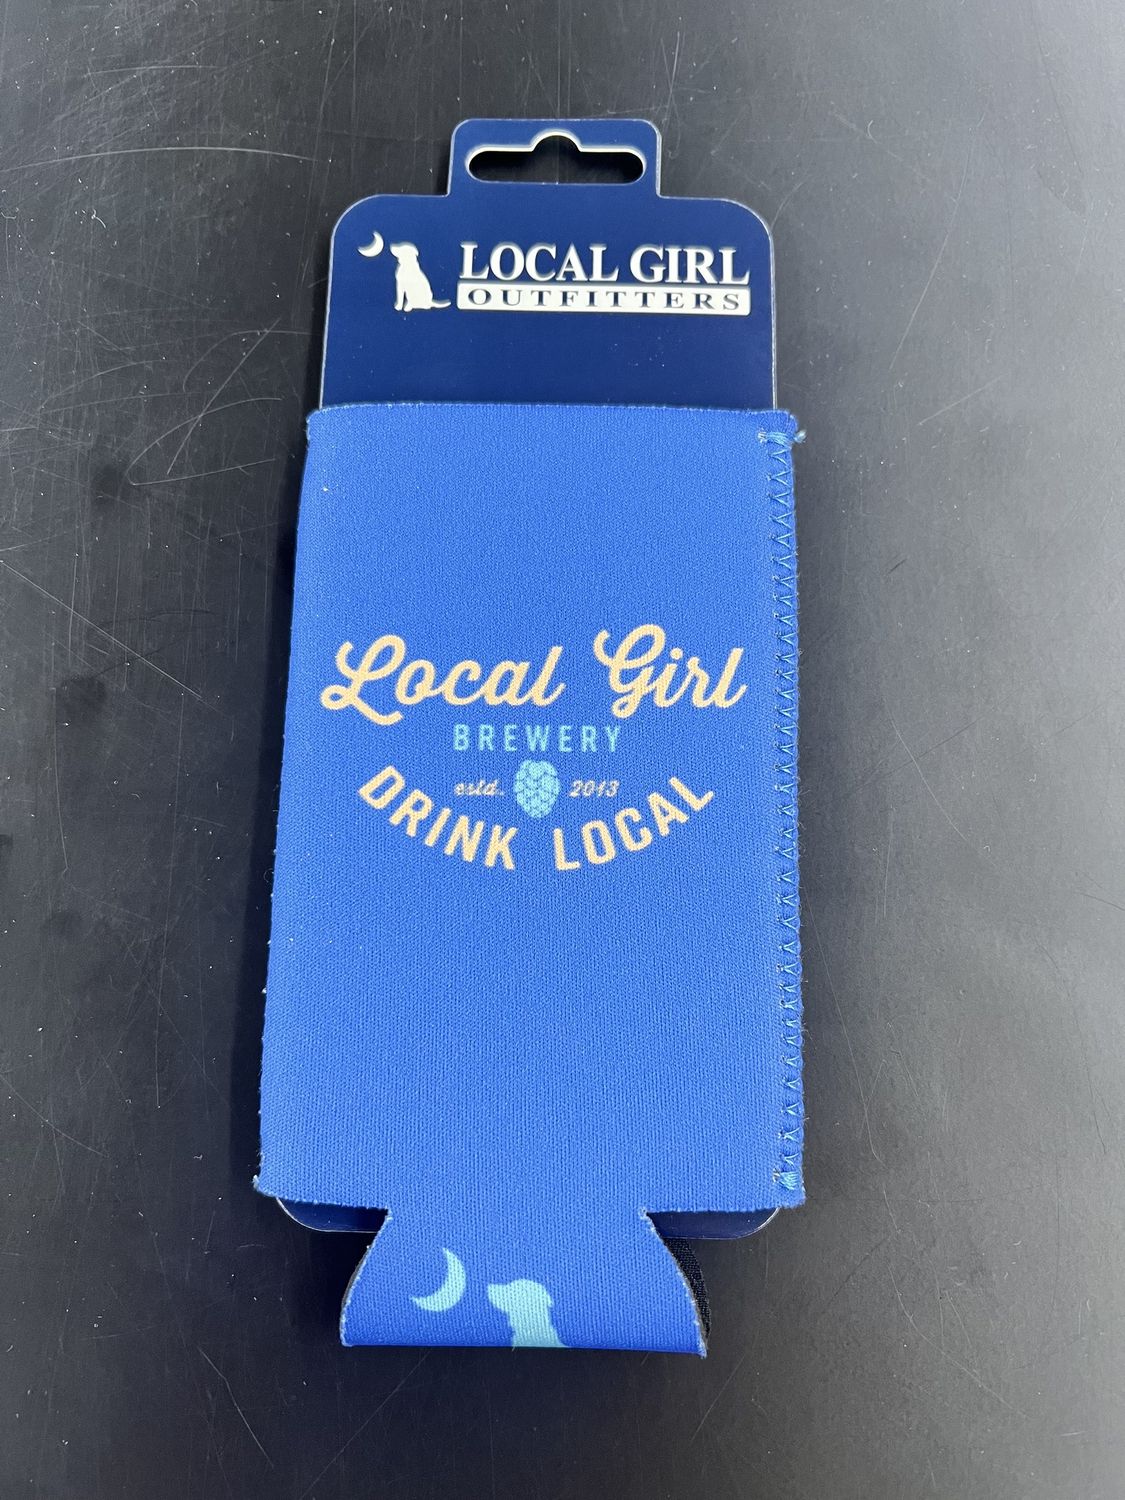 LOCAL GIRL
OUTFITTERS
Local Girl
BREWERY
estd. 2013
DRINK LOCAL